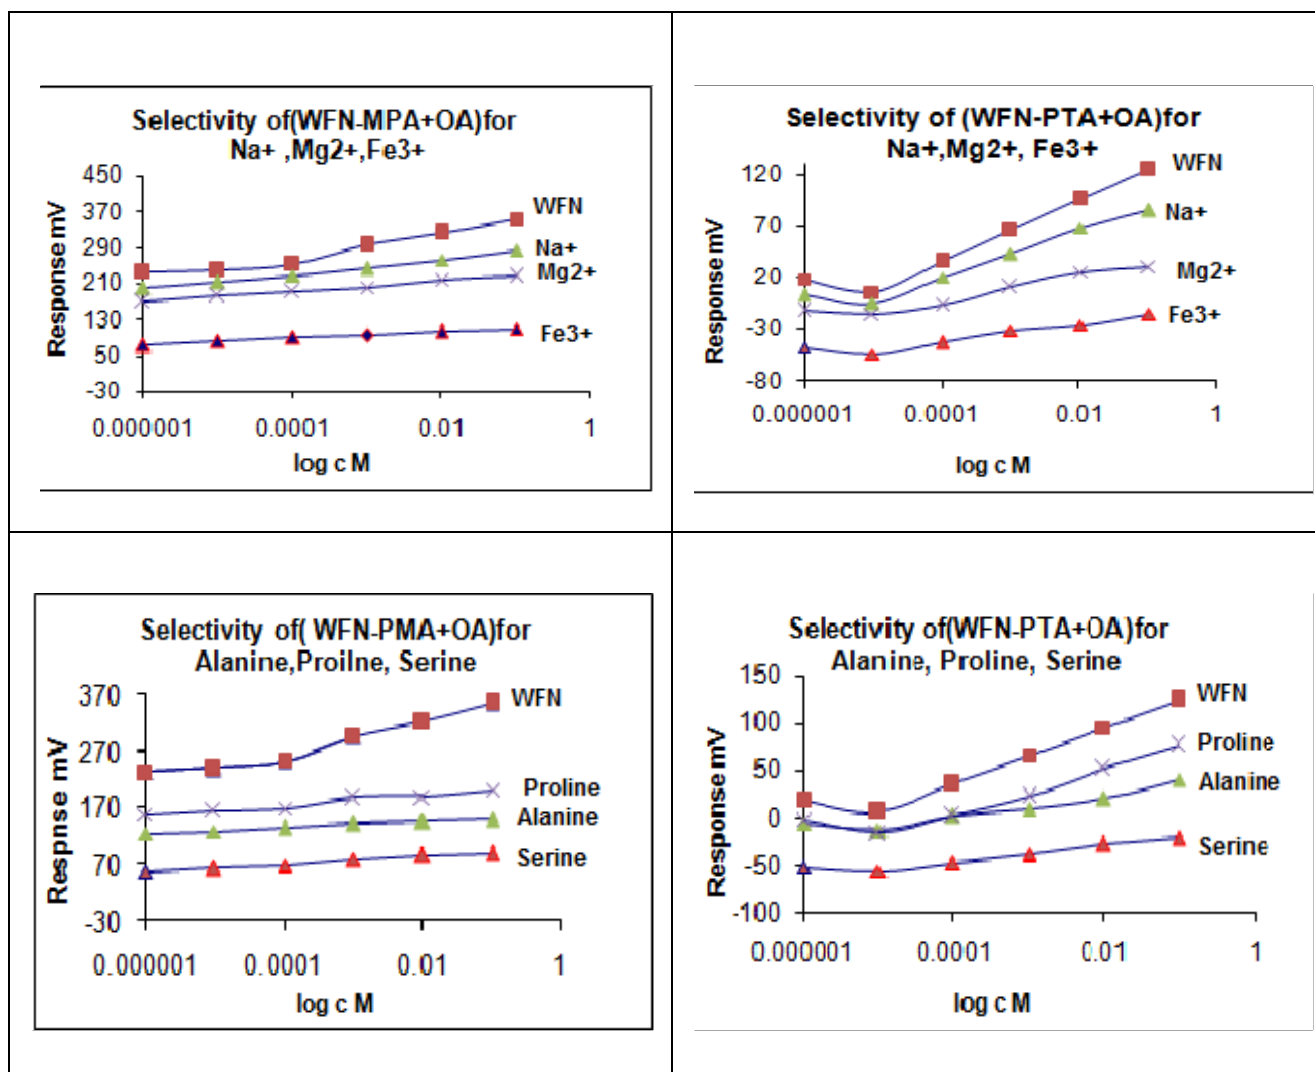 Selectivity of(WFN-MPA+OA)for
Na+ ,Mg2+,Fe3+
450
370
290
210
130
50
-30
Response mV
WFN
Na+
Mg2+
Fe3+
0.000001
0.0001
0.01
1
log c M
Selectivity of (WFN-PTA+OA)for
Na+,Mg2+, Fe3+
120
70
20
-30
-80
Response mV
WFN
Na+
Mg2+
Fe3+
0.000001
0.0001
0.01
1
log c M
Selectivity of( WFN-PMA+OA)for
Alanine,Proilne, Serine
370
270
170
70
-30
Respnse mV
WFN
Proline
Alanine
Serine
0.000001
0.0001
0.01
1
log c M
Selectivity of(WFN-PTA+OA)for
Alanine, Proline, Serine
150
100
50
0
-50
-100
Response mV
WFN
Proline
Alanine
Serine
0.000001
0.0001
0.01
1
log c M